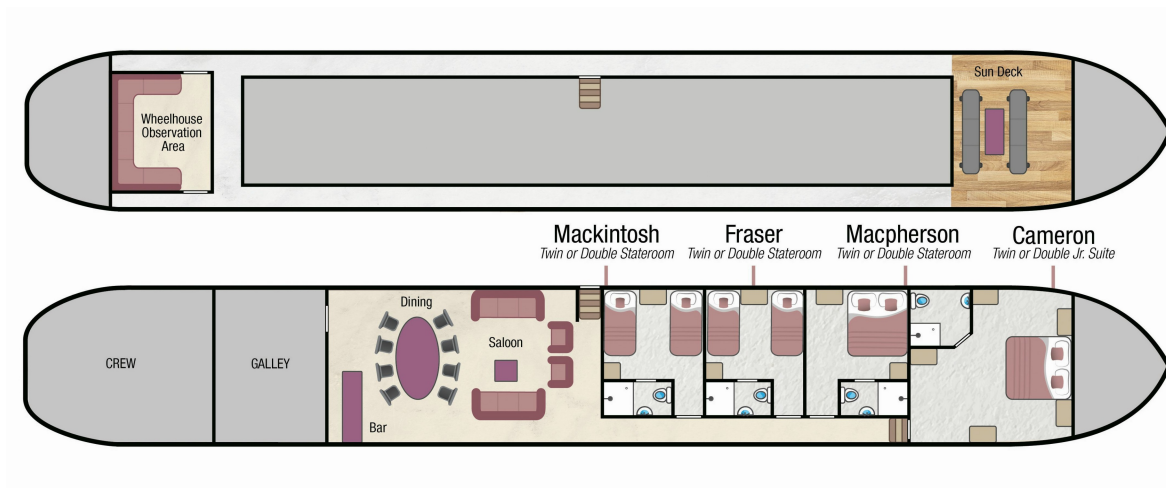 Sun Deck
Wheelhouse
Observation
Area
Mackintosh
Twin or Double Stateroom
Fraser
Twin or Double Stateroom
Macpherson
Twin or Double Stateroom
Cameron
Twin or Double Jr. Suite
Dining
Saloon
CREW
GALLEY
Bar